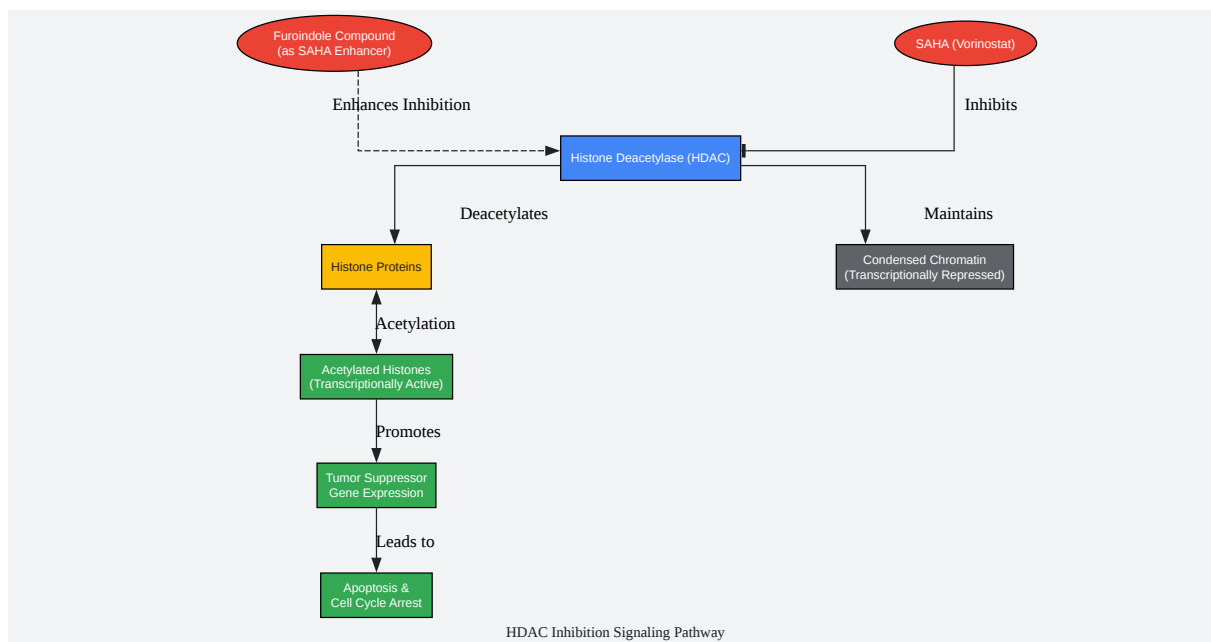 Furoindole Compound
(as SAHA Enhancer)
SAHA (Vorinostat)
Enhances Inhibition
Inhibits
Histone Deacetylase (HDAC)
Deacetylates
Maintains
Histone Proteins
Condensed Chromatin
(Transcriptionally Repressed)
Acetylation
Acetylated Histones
(Transcriptionally Active)
Promotes
Tumor Suppressor
Gene Expression
Leads to
Apoptosis &
Cell Cycle Arrest
HDAC Inhibition Signaling Pathway